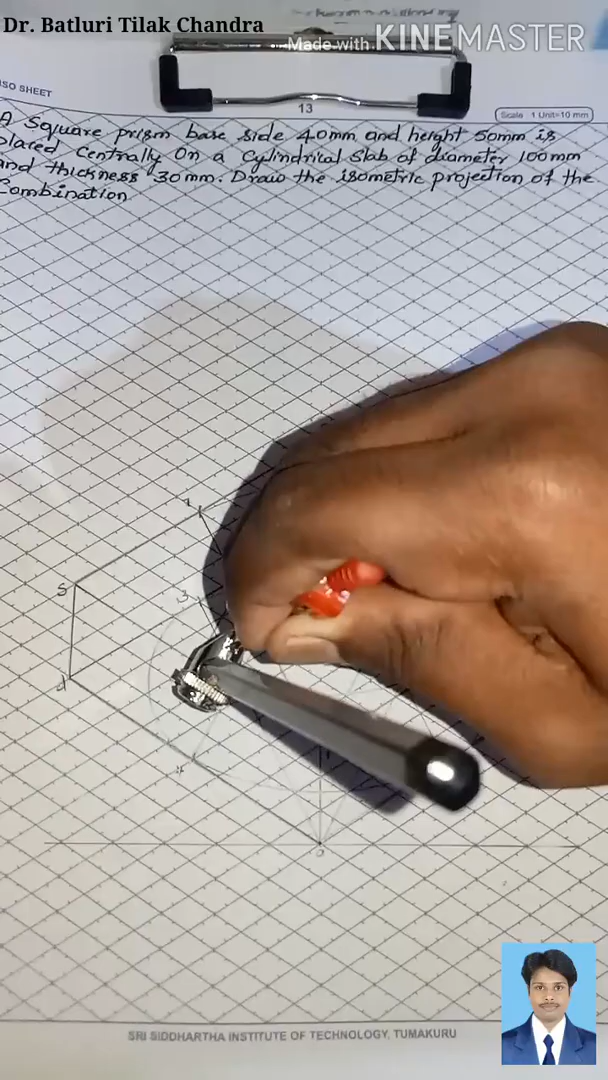 Dr. Batluri Tilak Chandra
Made with KINEMASTER
ISO SHEET
13
Scale 1 Unit=10 mm
A Square prism base side 40mm and height 50mm is
placed Centrally On a Cylindrical Slab of diameter 100mm
and thickness 30mm. Draw the isometric projection of the
Combination
S
3
d
4
o
SRI SIDDHARTHA INSTITUTE OF TECHNOLOGY, TUMAKURU